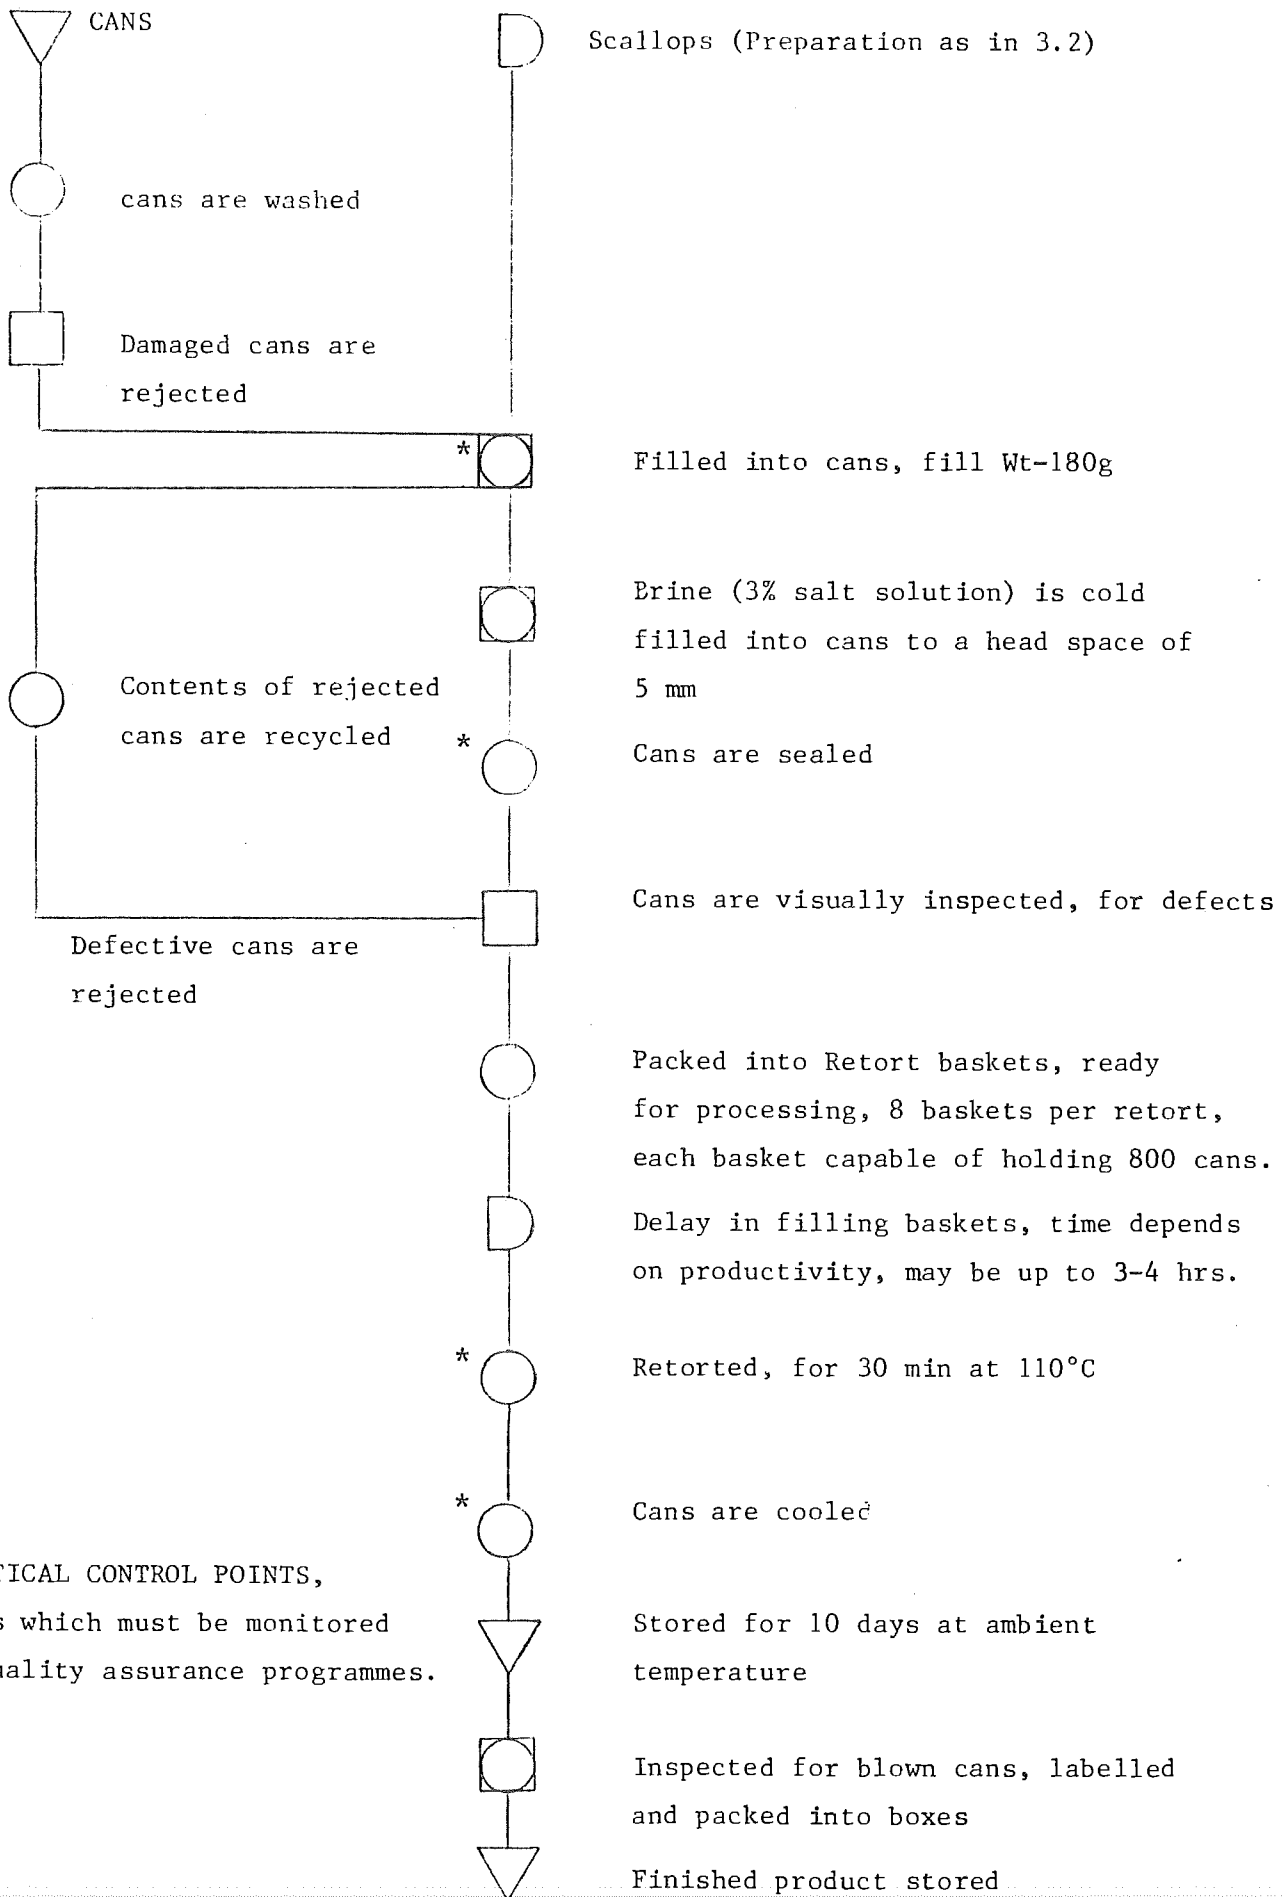 CANS
Scallops (Preparation as in 3.2)
cans are washed
Damaged cans are
rejected
*
Filled into cans, fill Wt-180g
Brine (3% salt solution) is cold
filled into cans to a head space of
5 mm
Contents of rejected
cans are recycled
*
Cans are sealed
Cans are visually inspected, for defects
Defective cans are
rejected
Packed into Retort baskets, ready
for processing, 8 baskets per retort,
each basket capable of holding 800 cans.
Delay in filling baskets, time depends
on productivity, may be up to 3-4 hrs.
*
Retorted, for 30 min at 110°C
*
Cans are cooled
TICAL CONTROL POINTS,
s which must be monitored
uality assurance programmes.
Stored for 10 days at ambient
temperature
Inspected for blown cans, labelled
and packed into boxes
Finished product stored